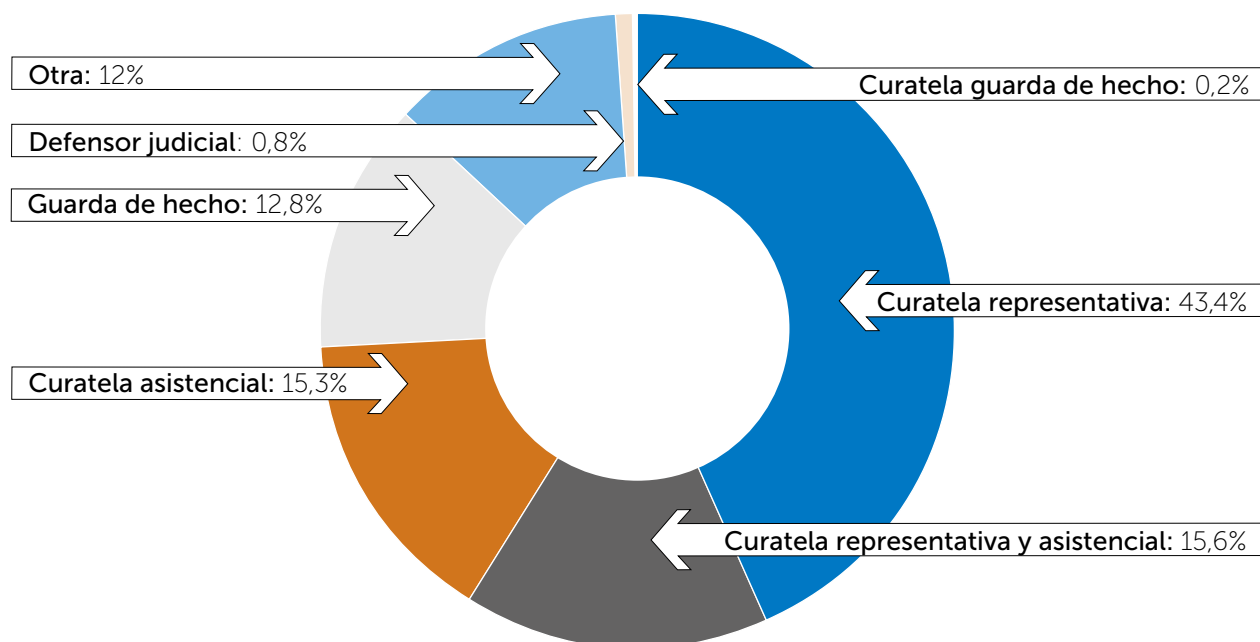 Otra: 12%
Curatela guarda de hecho: 0,2%
Defensor judicial: 0,8%
Guarda de hecho: 12,8%
Curatela representativa: 43,4%
Curatela asistencial: 15,3%
Curatela representativa y asistencial: 15,6%